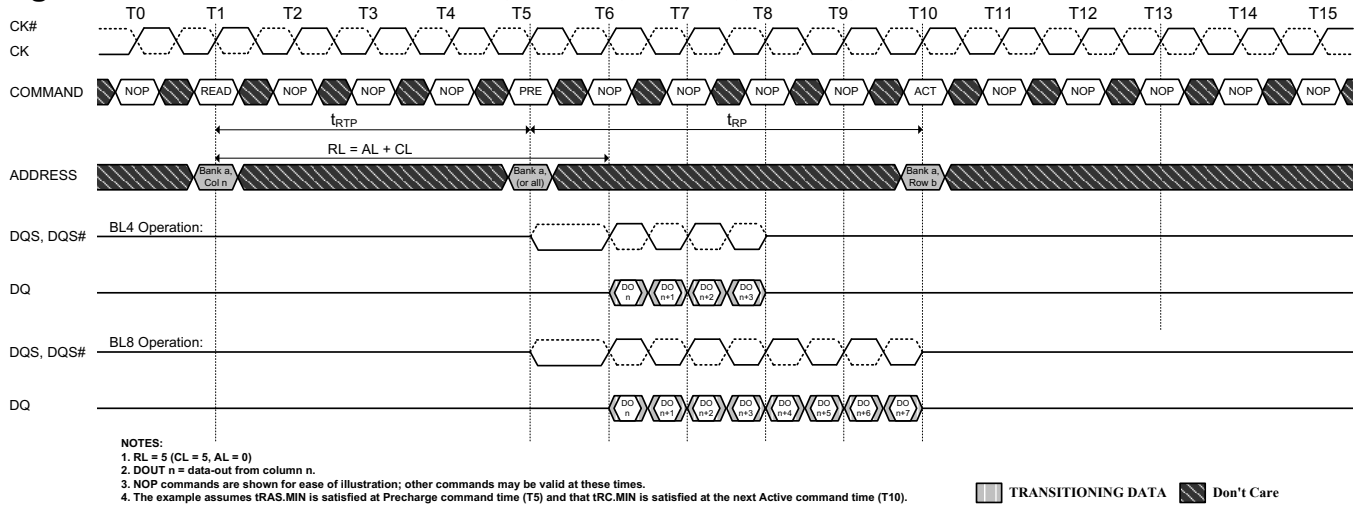 T0 T1 T2 T3 T4 T5 T6 T7 T8 T9 T10 T11 T12 T13 T14 T15
CK#
CK
COMMAND NOP READ NOP NOP NOP PRE NOP NOP NOP NOP ACT NOP NOP NOP NOP NOP
tRTP tRP
RL = AL + CL
ADDRESS Bank a, Col n Bank a, (or all) Bank a, Row b
BL4 Operation:
DQS, DQS#
DQ DO n DO n+1 DO n+2 DO n+3
BL8 Operation:
DQS, DQS#
DQ DO n DO n+1 DO n+2 DO n+3 DO n+4 DO n+5 DO n+6 DO n+7
NOTES:
1. RL = 5 (CL = 5, AL = 0)
2. DOUT n = data-out from column n.
3. NOP commands are shown for ease of illustration; other commands may be valid at these times.
4. The example assumes tRAS.MIN is satisfied at Precharge command time (T5) and that tRC.MIN is satisfied at the next Active command time (T10).
TRANSITIONING DATA Don't Care